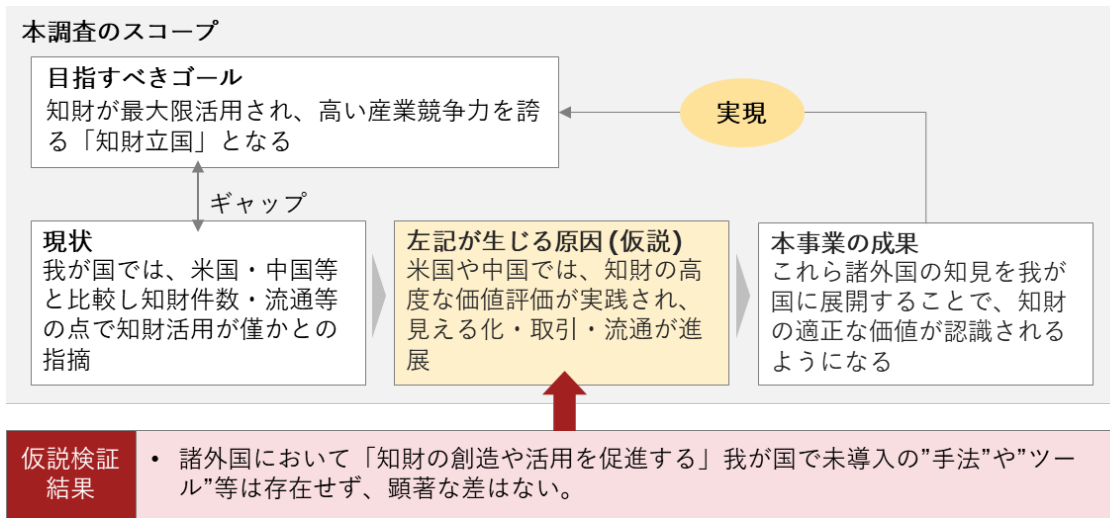 本調査のスコープ
目指すべきゴール
知財が最大限活用され、高い産業競争力を誇
る「知財立国」となる
実現
ギャップ
現状
我が国では、米国・中国等
と比較し知財件数・流通等
の点で知財活用が僅かとの
指摘
左記が生じる原因(仮説)
米国や中国では、知財の高
度な価値評価が実践され、
見える化・取引・流通が進
展
本事業の成果
これら諸外国の知見を我が
国に展開することで、知財
の適正な価値が認識される
ようになる
仮説検証
結果
• 諸外国において「知財の創造や活用を促進する」我が国で未導入の”手法”や”ツー
ル”等は存在せず、顕著な差はない。